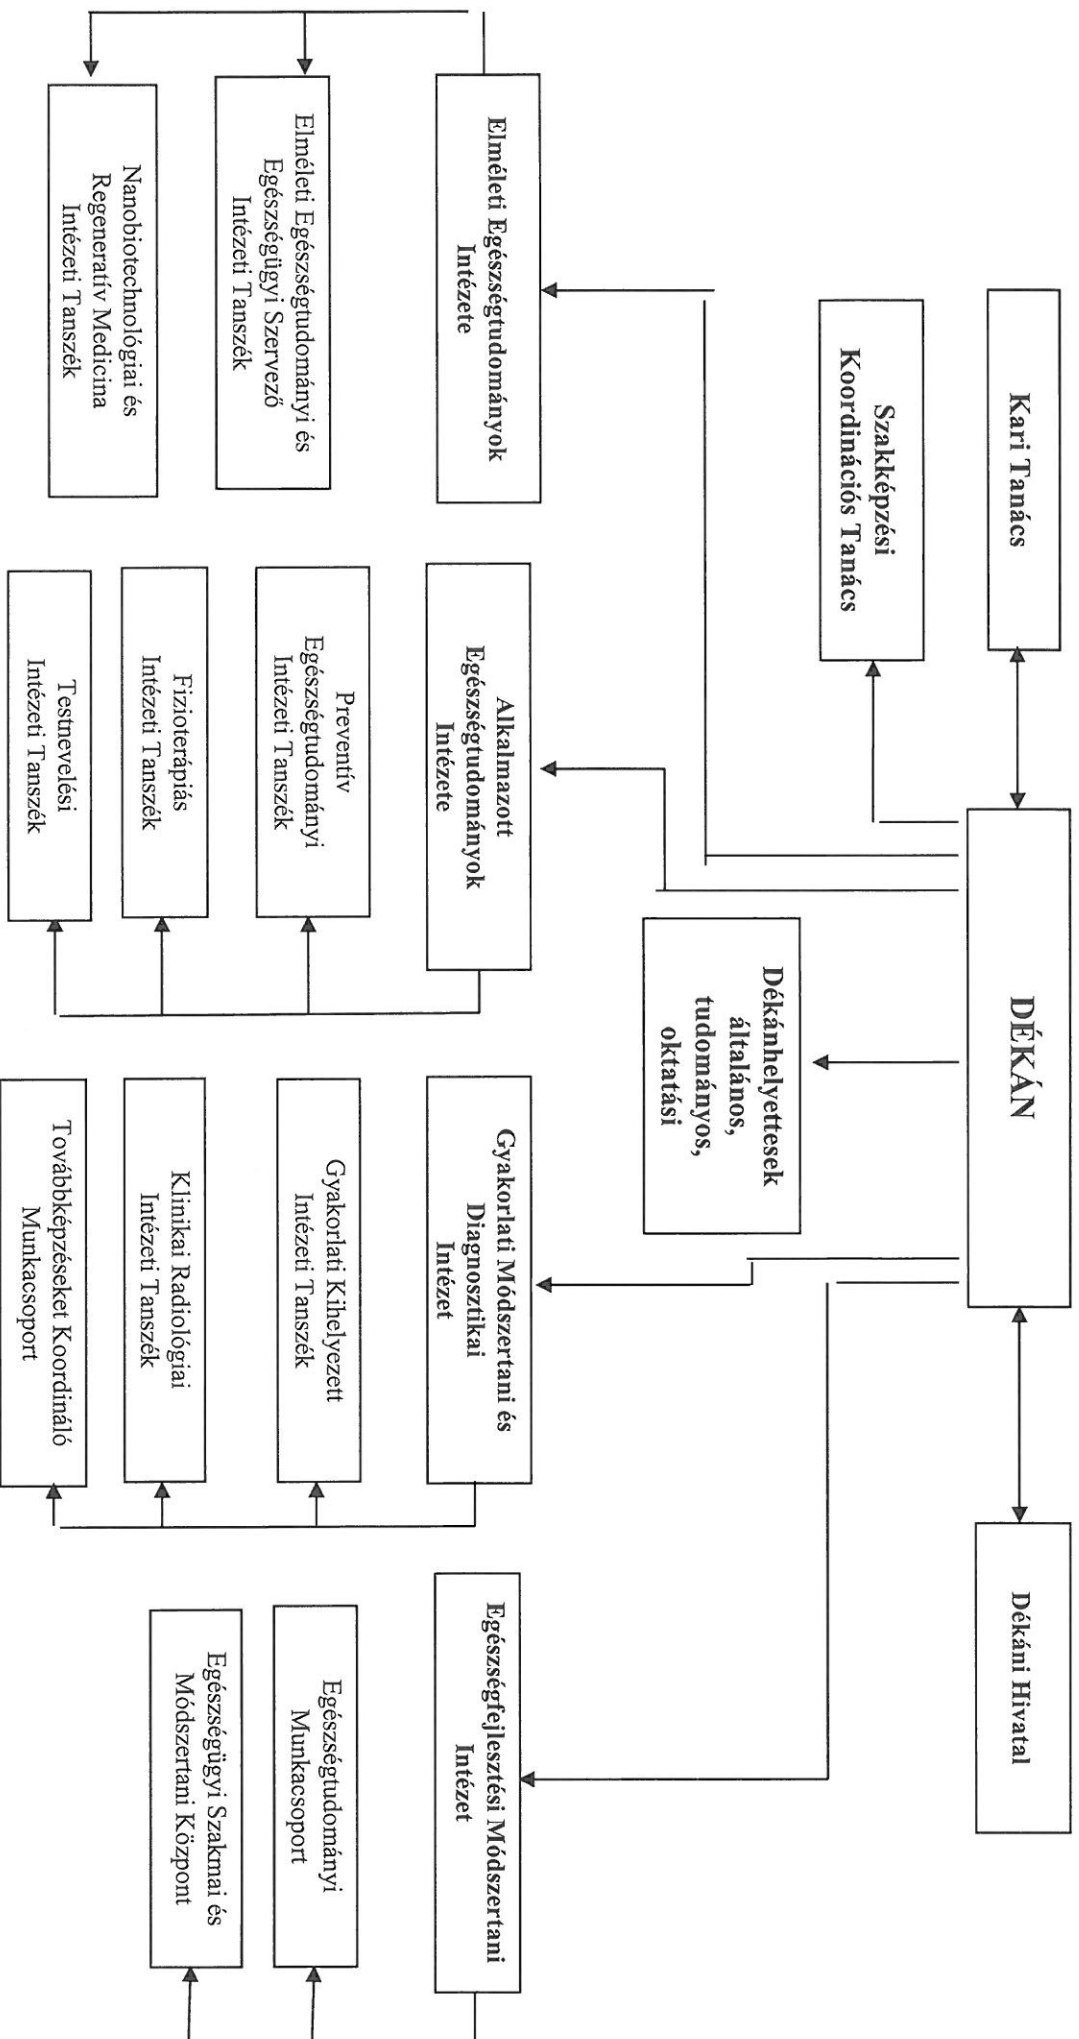 Kari Tanács
DÉKÁN
Dékáni Hivatal
Szakképzési
Koordinációs Tanács
Dékánhelyettesek
általános,
tudományos,
oktatási
Elméleti Egészségtudományok
Intézete
Alkalmazott
Egészségtudományok
Intézete
Gyakorlati Módszertani és
Diagnosztikai
Intézet
Egészségfejlesztési Módszertani
Intézet
Elméleti Egészségtudományi és
Egészségügyi Szervező
Intézeti Tanszék
Preventív
Egészségtudományi
Intézeti Tanszék
Gyakorlati Kihelyezett
Intézeti Tanszék
Egészségtudományi
Munkacsoport
Nanobiotechnológiai és
Regeneratív Medicina
Intézeti Tanszék
Fizioterápiás
Intézeti Tanszék
Klinikai Radiológiai
Intézeti Tanszék
Egészségügyi Szakmai és
Módszertani Központ
Testnevelési
Intézeti Tanszék
Továbbképzéseket Koordináló
Munkacsoport